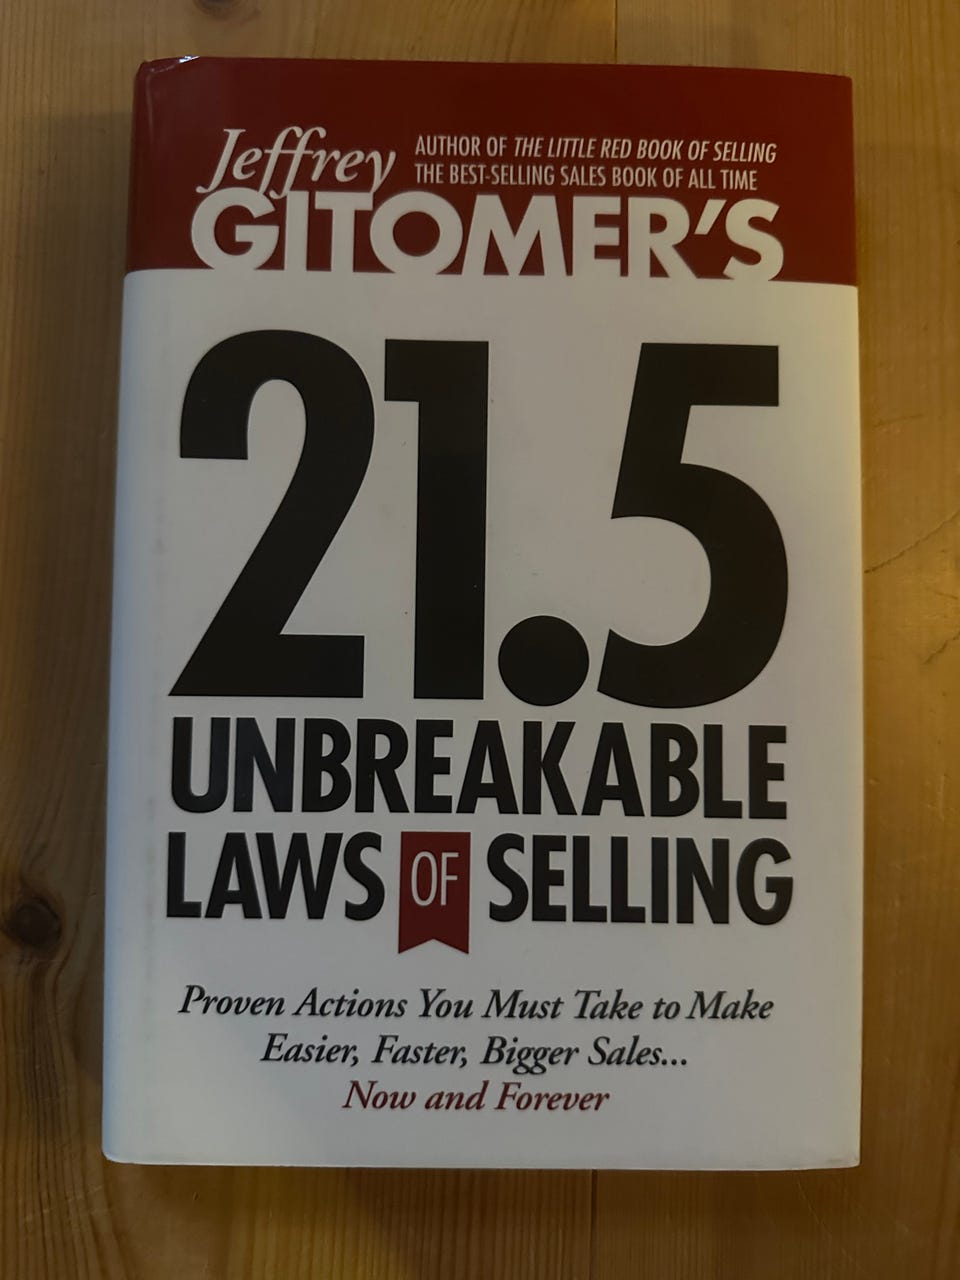 Jeffrey
AUTHOR OF THE LITTLE RED BOOK OF SELLING
THE BEST-SELLING SALES BOOK OF ALL TIME
GITOMER'S
21.5
UNBREAKABLE
LAWS OF SELLING
Proven Actions You Must Take to Make
Easier, Faster, Bigger Sales...
Now and Forever